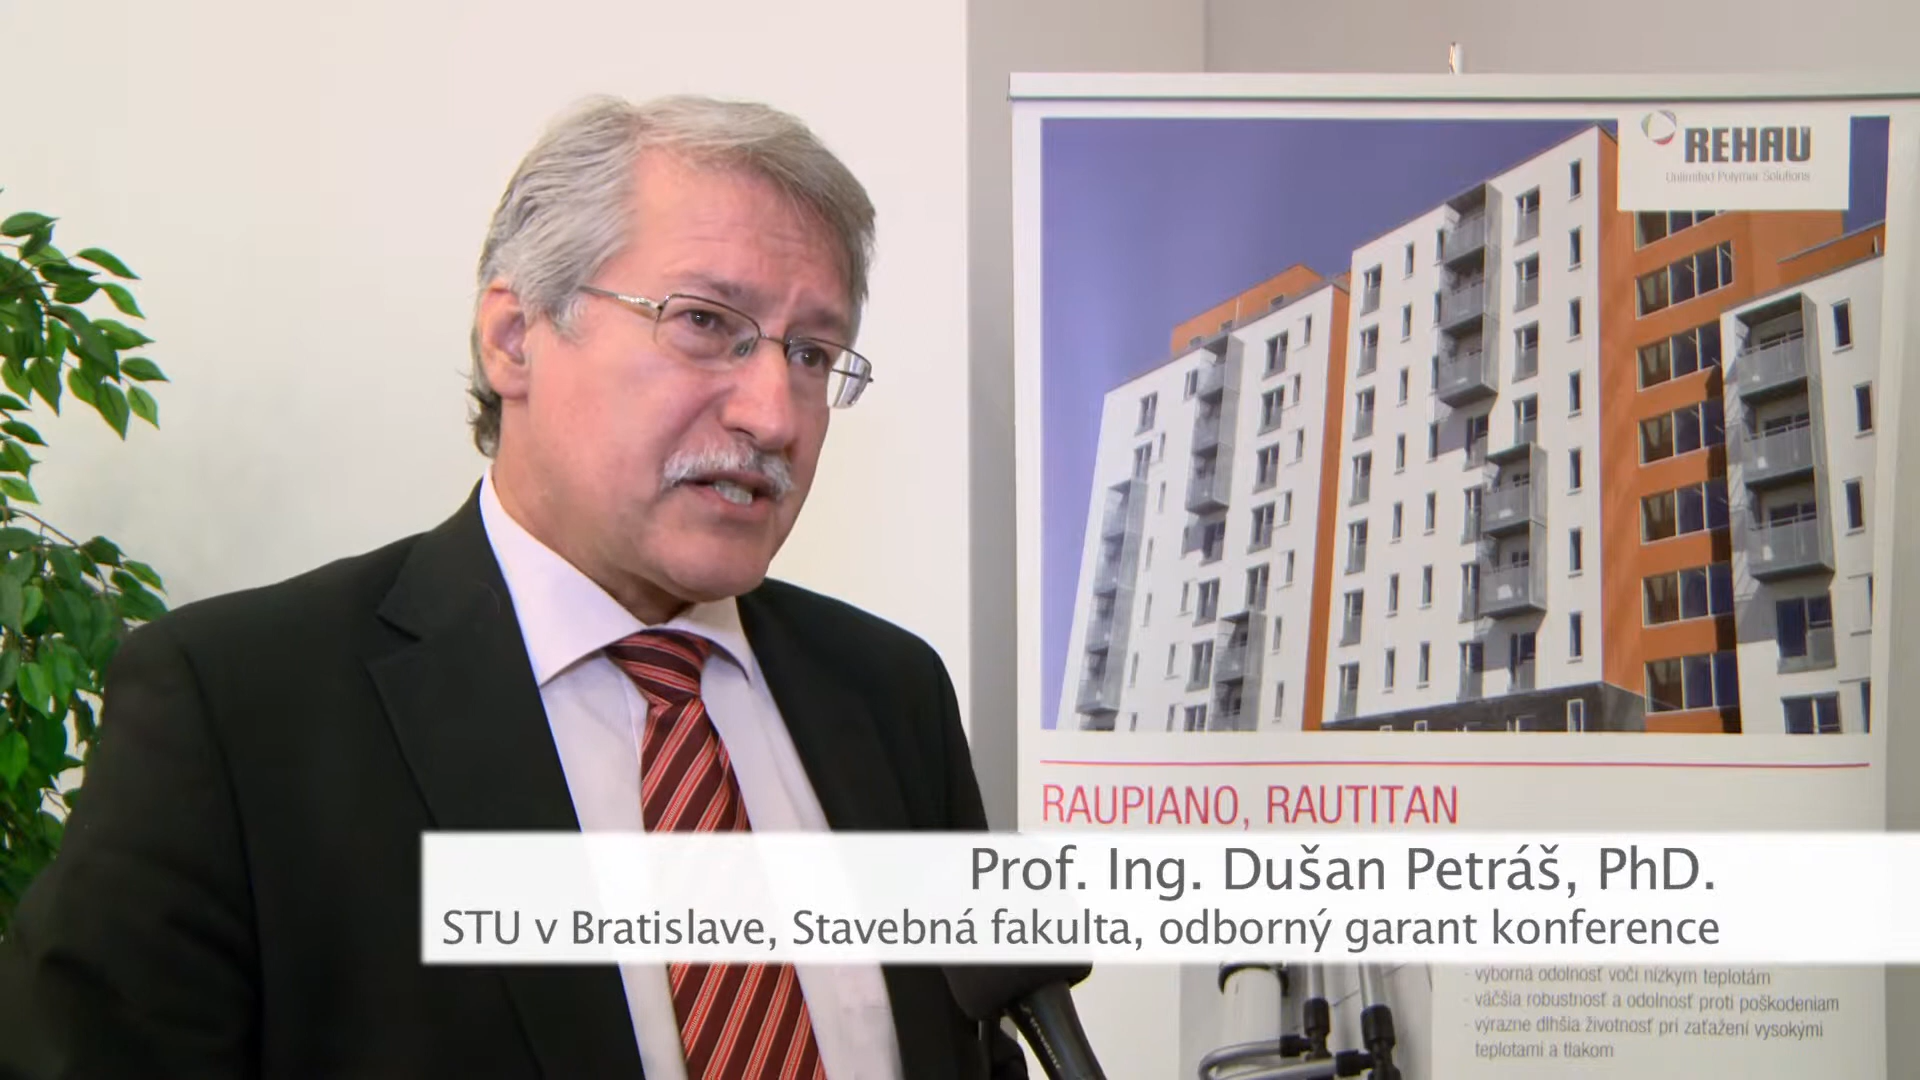 REHAU
Unlimited Polymer Solutions
RAUPIANO, RAUTITAN
Prof. Ing. Dušan Petráš, PhD.
STU v Bratislave, Stavebná fakulta, odborný garant konference
- výborná odolnosť voči nízkym teplotám
- väčšia robustnosť a odolnosť proti poškodeniam
- výrazne dlhšia životnosť pri zaťažení vysokými
teplotami a tlakom